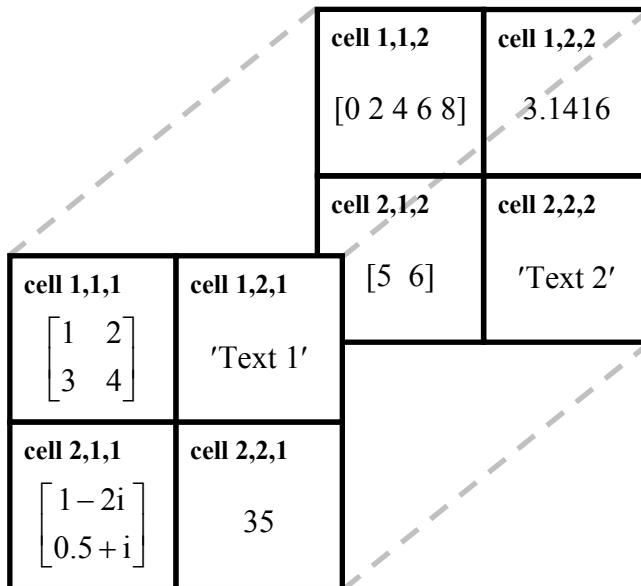 cell 1,1,2
[0 2 4 6 8]
cell 1,2,2
3.1416
cell 2,1,2
[5 6]
cell 2,2,2
'Text 2'
cell 1,1,1
[1 2
3 4]
cell 1,2,1
'Text 1'
cell 2,1,1
[1 − 2i
0.5 + i]
cell 2,2,1
35